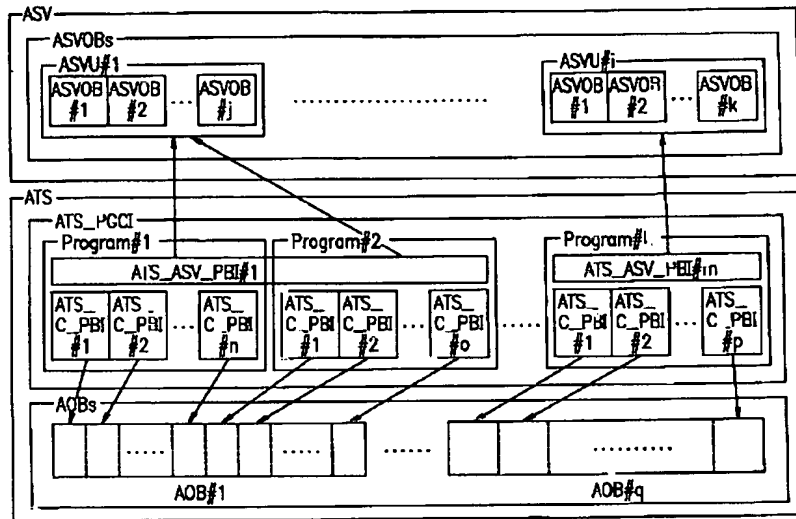 ASV
ASVOBs
ASVU#1
ASVU#i
ASVOB #1
ASVOB #2
ASVOB #j
ASVOB #1
ASVOB #2
ASVOB #k
ATS
ATS_PGCI
Program#1
Program#2
Program#l
ATS_ASV_PBI#1
ATS_ASV_PBI#m
ATS_C_PBI #1
ATS_C_PBI #2
ATS_C_PBI #n
ATS_C_PBI #1
ATS_C_PBI #2
ATS_C_PBI #o
ATS_C_PBI #1
ATS_C_PBI #2
ATS_C_PBI #p
AOBs
AOB#1
AOB#q